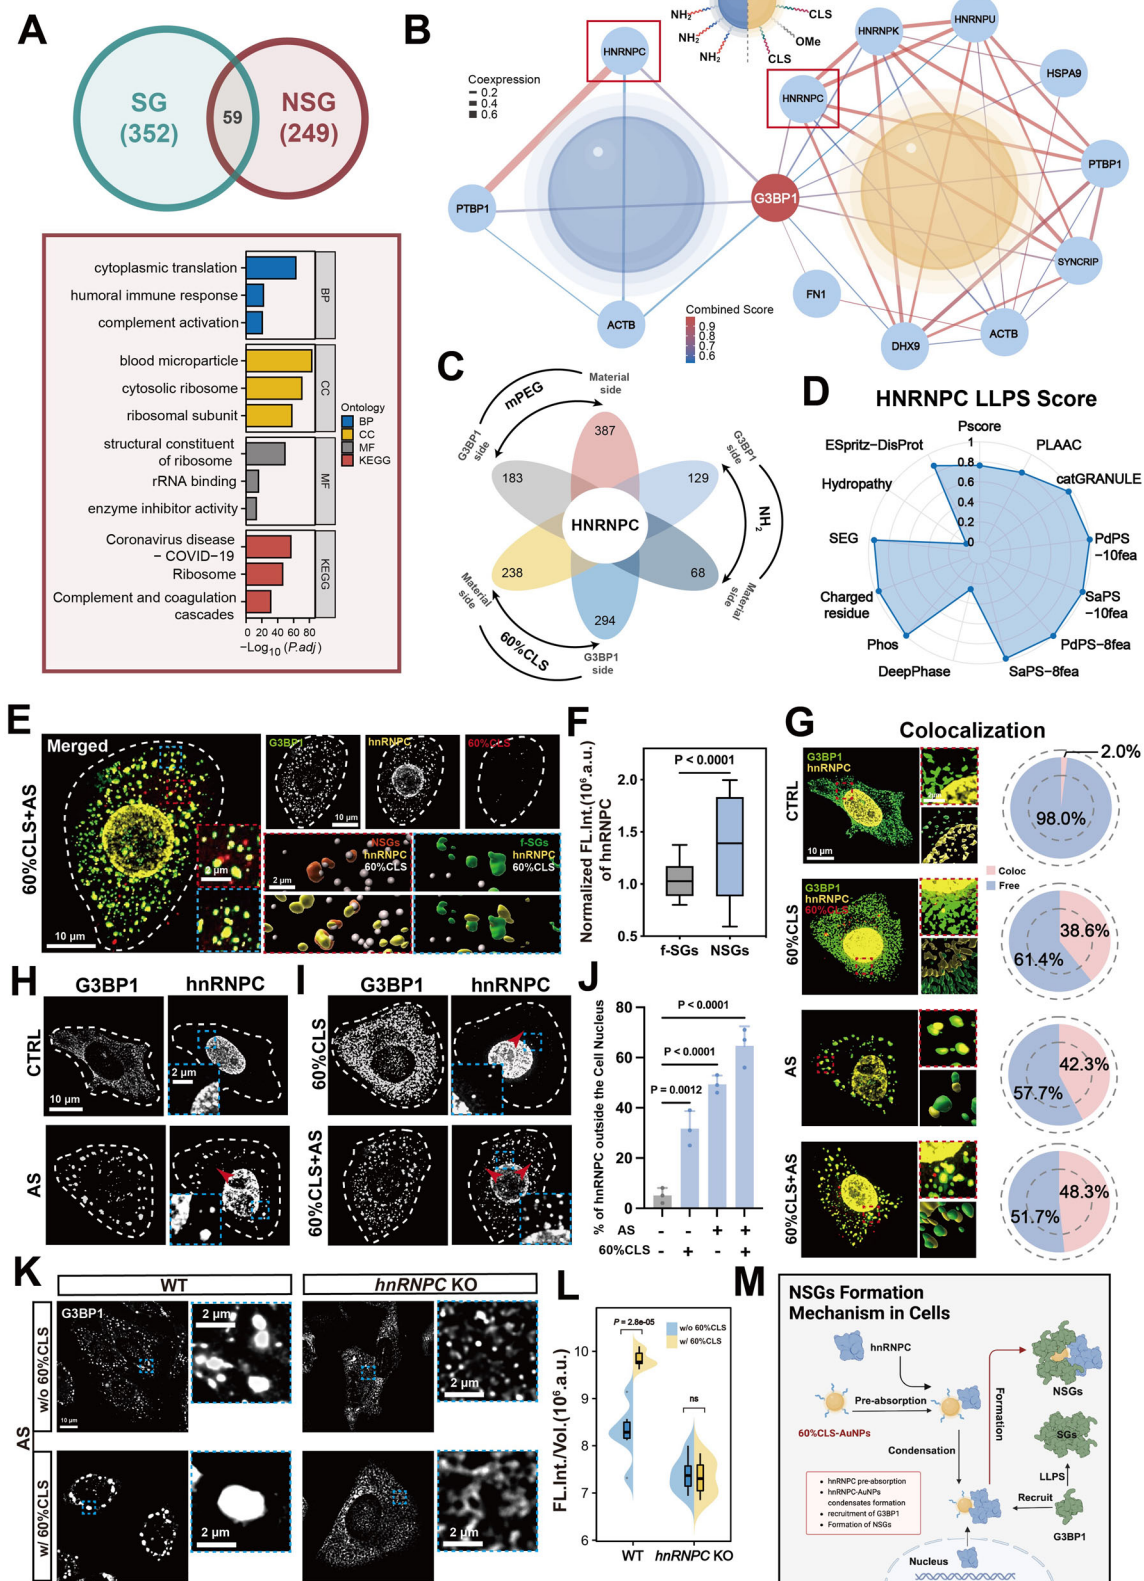 A
SG
(352)
59
NSG
(249)
cytoplasmic translation
humoral immune response
complement activation
BP
blood microparticle
cytosolic ribosome
ribosomal subunit
CC
structural constituent
of ribosome
rRNA binding
enzyme inhibitor activity
MF
Coronavirus disease
− COVID−19
Ribosome
Complement and coagulation
cascades
KEGG
0 20 40 60 80
−Log10 (P.adj)
Ontology
BP
CC
MF
KEGG
B
NH2
NH2
NH2
CLS
OMe
CLS
Coexpression
0.2
0.4
0.6
HNRNPC
PTBP1
ACTB
G3BP1
HNRNPC
HNRNPK
HNRNPU
HSPA9
PTBP1
SYNCRIP
ACTB
DHX9
FN1
Combined Score
0.9
0.8
0.7
0.6
C
mPEG
Material
side
G3BP1
side
387
183
129
HNRNPC
238
68
294
G3BP1
side
NH2
Material
side
Material
side
60%CLS
G3BP1
side
D
HNRNPC LLPS Score
Pscore
PLAAC
catGRANULE
PdPS
−10fea
SaPS
−10fea
PdPS−8fea
SaPS−8fea
DeepPhase
Phos
Charged
residue
SEG
Hydropathy
ESpritz−DisProt
1
0.8
0.6
0.4
0.2
0
E
60%CLS+AS
Merged
10 µm
2 µm
G3BP1
10 µm
hnRNPC
60%CLS
NSGs
hnRNPC
60%CLS
2 µm
f-SGs
hnRNPC
60%CLS
F
Normalized FL.Int.(10⁶.a.u.)
of hnRNPC
P < 0.0001
2.0
1.5
1.0
0.5
f-SGs
NSGs
G
Colocalization
CTRL
G3BP1
hnRNPC
10 µm
2.0%
98.0%
Coloc
Free
60%CLS
G3BP1
hnRNPC
60%CLS
38.6%
61.4%
AS
42.3%
57.7%
60%CLS+AS
48.3%
51.7%
H
G3BP1
hnRNPC
CTRL
10 µm
2 µm
AS
I
G3BP1
hnRNPC
60%CLS
60%CLS+AS
J
% of hnRNPC outside the Cell Nucleus
80
60
40
20
0
P < 0.0001
P < 0.0001
P = 0.0012
AS - - + +
60%CLS - + - +
K
WT
hnRNPC KO
AS
w/o 60%CLS
G3BP1
10 µm
2 µm
2 µm
w/ 60%CLS
2 µm
2 µm
L
FL.Int./Vol.(10⁶.a.u.)
P = 2.8e-05
w/o 60%CLS
w/ 60%CLS
ns
10
9
8
7
6
WT
hnRNPC KO
M
NSGs Formation
Mechanism in Cells
hnRNPC
Pre-absorption
60%CLS-AuNPs
Formation
NSGs
SGs
Condensation
LLPS
Recruit
G3BP1
• hnRNPC pre-absorption
• hnRNPC-AuNPs
condensates formation
• recruitment of G3BP1
• Formation of NSGs
Nucleus